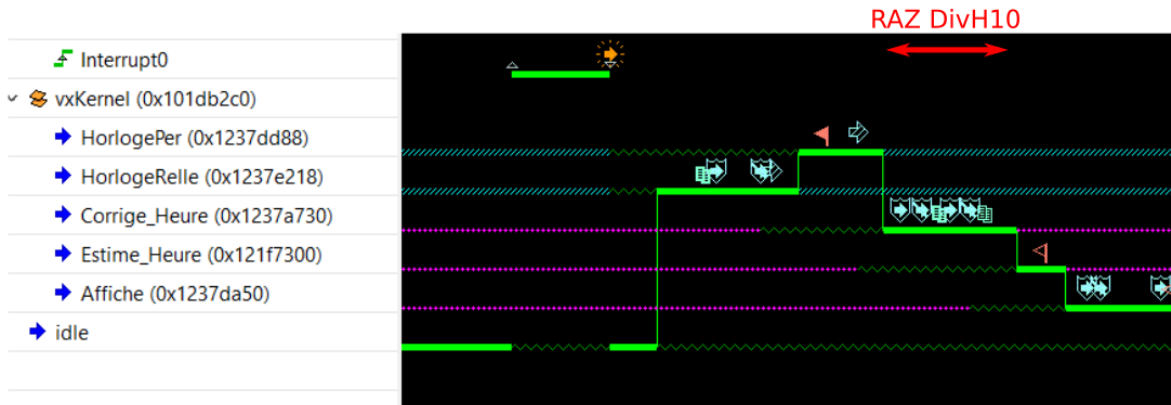 RAZ DivH10
Interrupt0
vxKernel (0x101db2c0)
HorlogePer (0x1237dd88)
HorlogeRelle (0x1237e218)
Corrige_Heure (0x1237a730)
Estime_Heure (0x121f7300)
Affiche (0x1237da50)
idle